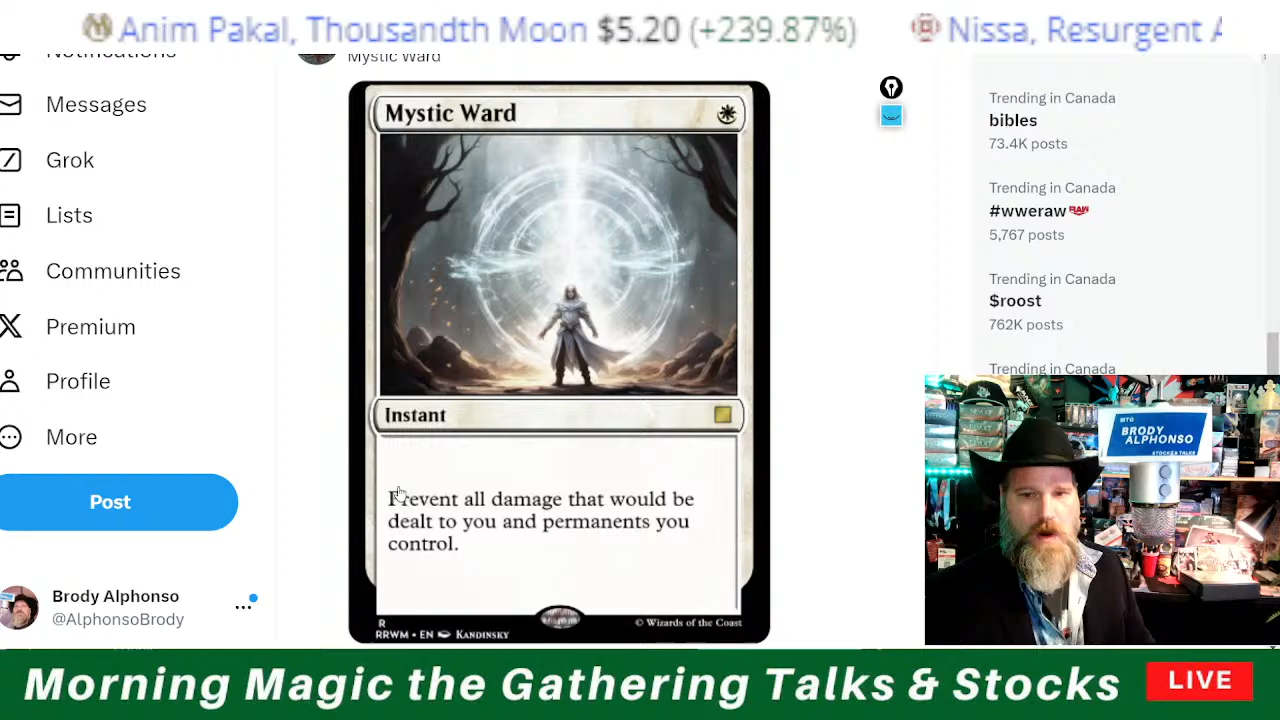 Anim Pakal, Thousandth Moon $5.20 (+239.87%) Nissa, Resurgent A
Notifications
Messages
Grok
Lists
Communities
Premium
Profile
More
Post
Brody Alphonso
@AlphonsoBrody
Mystic Ward
Mystic Ward
Instant
Prevent all damage that would be
dealt to you and permanents you
control.
R
RRWM • EN KANDINSKY
© Wizards of the Coast
Trending in Canada
bibles
73.4K posts
Trending in Canada
#wweraw
5,767 posts
Trending in Canada
$roost
762K posts
Trending in Canada
MTG
BRODY
ALPHONSO
STOCKS & TALKS
Morning Magic the Gathering Talks & Stocks
LIVE